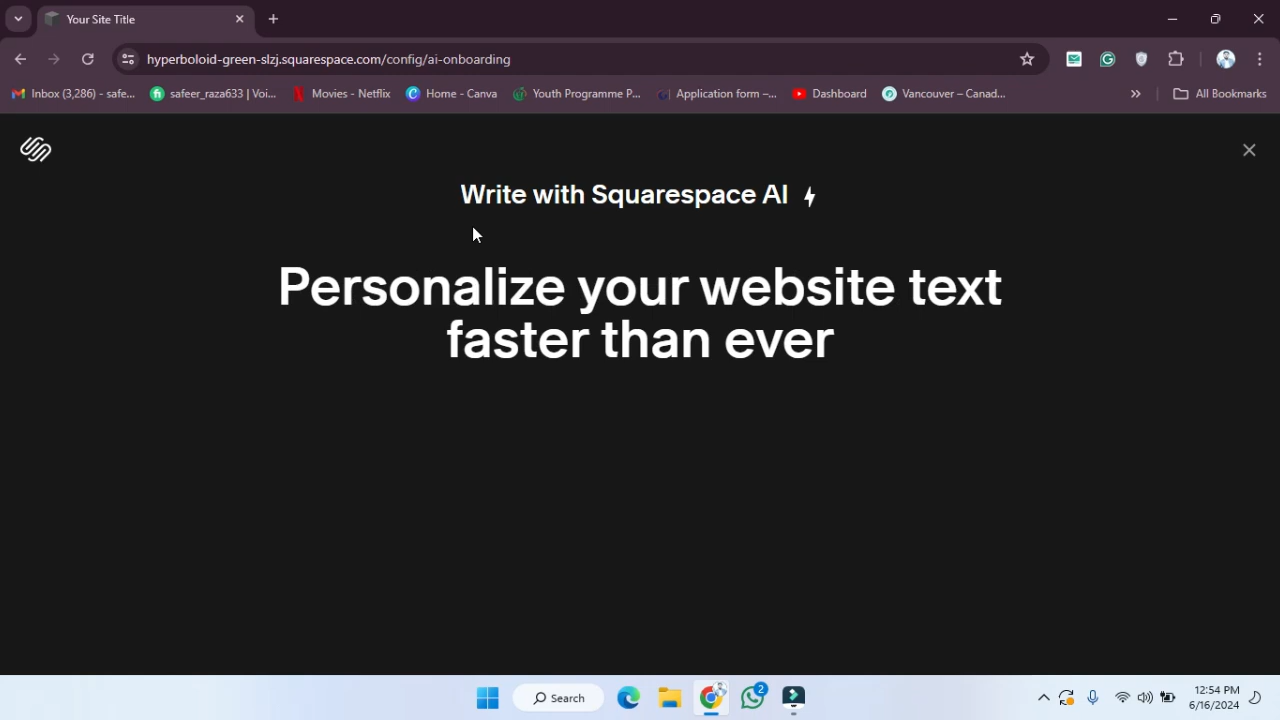 Your Site Title
hyperboloid-green-slzj.squarespace.com/config/ai-onboarding
Inbox (3,286) - safe...
safeer_raza633 | Voi...
Movies - Netflix
Home - Canva
Youth Programme P...
Application form –...
Dashboard
Vancouver – Canad...
All Bookmarks
Write with Squarespace AI
Personalize your website text
faster than ever
Search
2
12:54 PM
6/16/2024